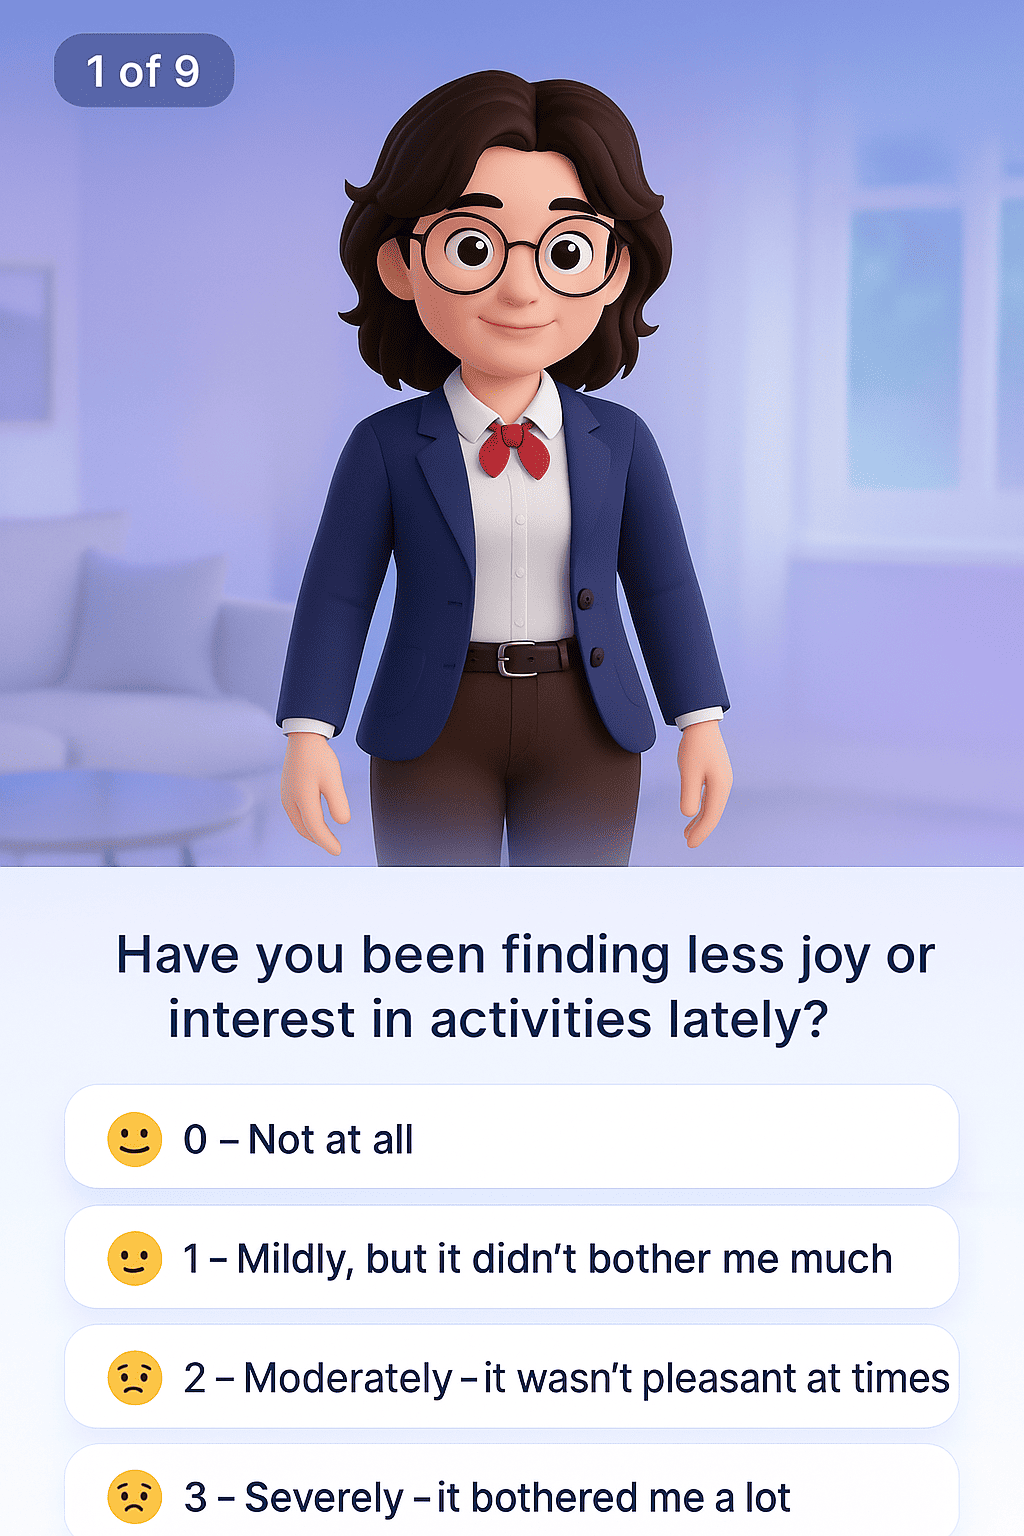 1 of 9
Have you been finding less joy or
interest in activities lately?
0 – Not at all
1 – Mildly, but it didn’t bother me much
2 – Moderately – it wasn’t pleasant at times
3 – Severely – it bothered me a lot